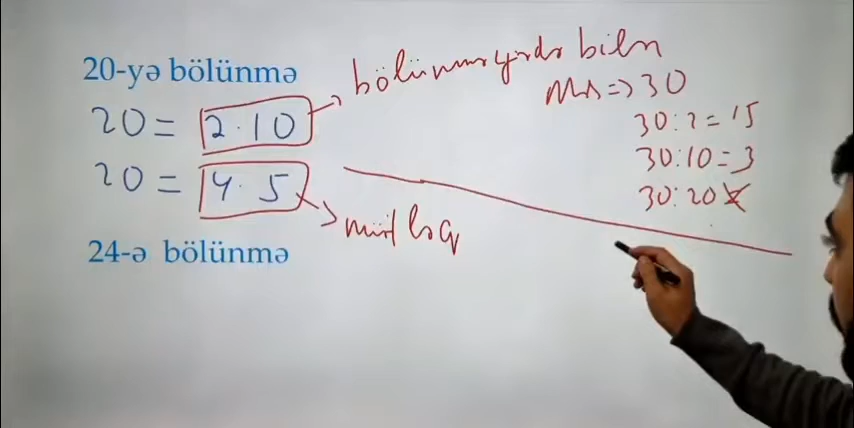 20-yə bölünmə
20 = 2·10 bölünməyədə bilər
20 = 4·5 mütləq
məs => 30
30:2=15
30:10=3
30:20 ×
24-ə bölünmə